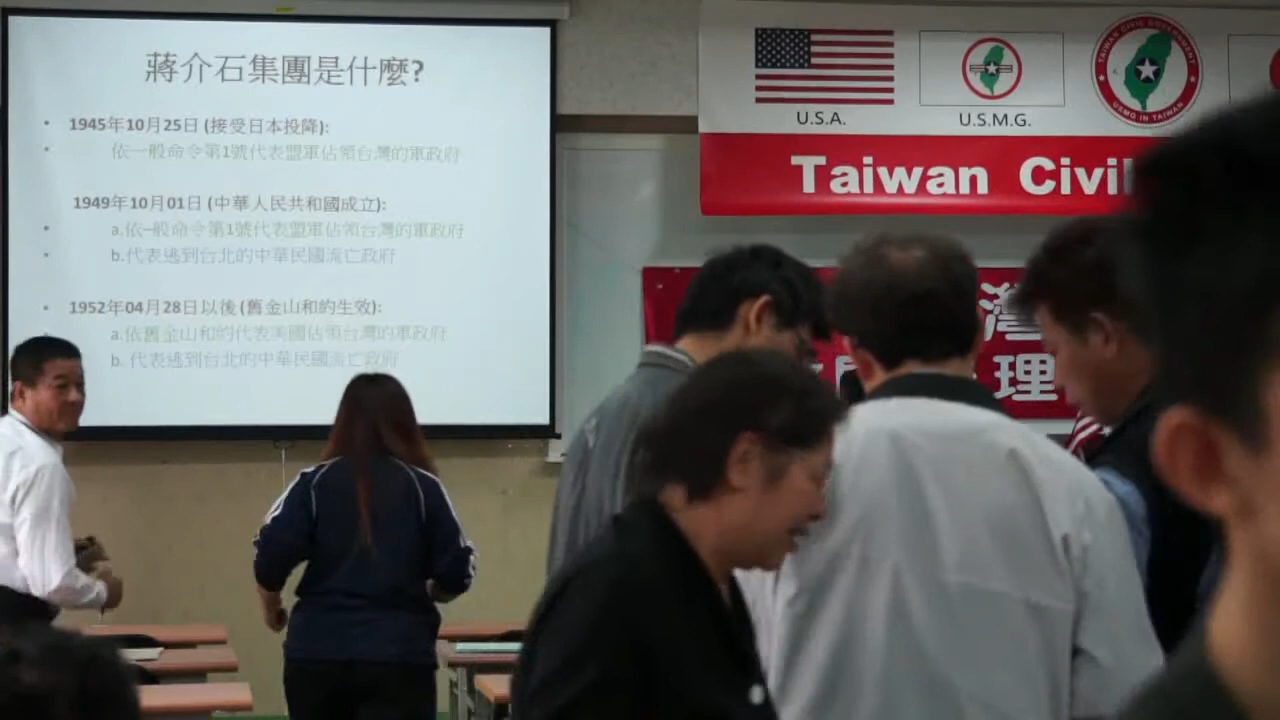 蔣介石集團是什麼?
• 1945年10月25日 (接受日本投降):
• 依一般命令第1號代表盟軍佔領台灣的軍政府
1949年10月01日 (中華人民共和國成立):
• a.依一般命令第1號代表盟軍佔領台灣的軍政府
• b.代表逃到台北的中華民國流亡政府
• 1952年04月28日以後 (舊金山和約生效):
a.依舊金山和約代表美國佔領台灣的軍政府
b. 代表逃到台北的中華民國流亡政府
U.S.A.
U.S.M.G.
TAIWAN CIVIL GOVERNMENT
USMG IN TAIWAN
Taiwan Civil
灣
理